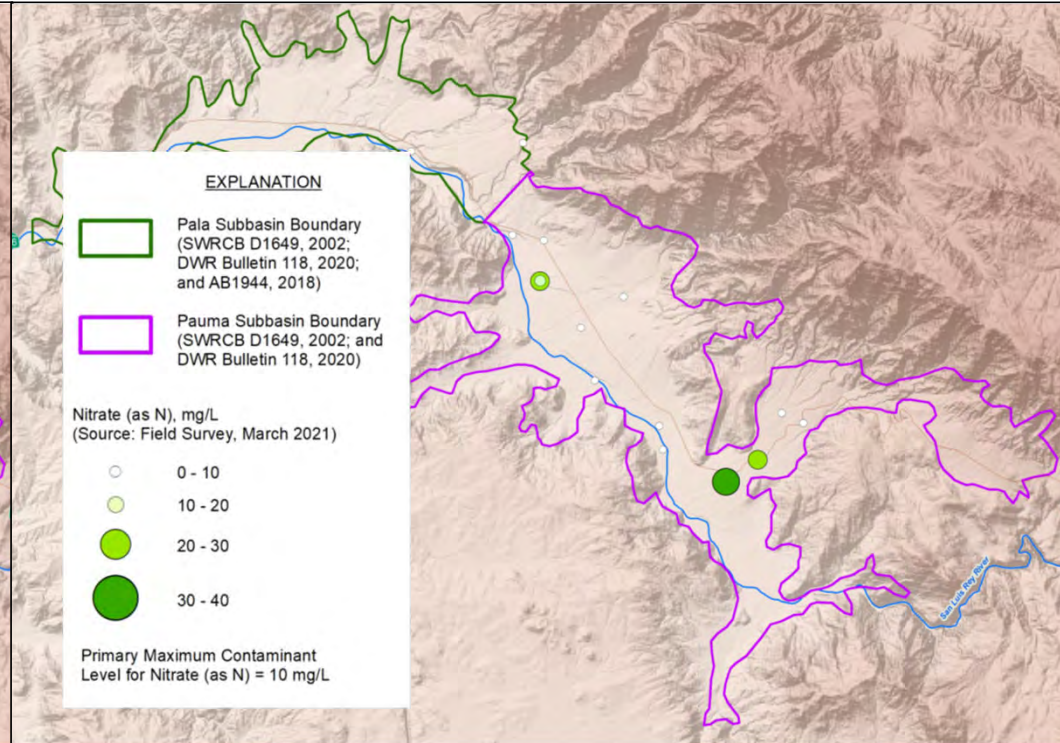 EXPLANATION
Pala Subbasin Boundary
(SWRCB D1649, 2002;
DWR Bulletin 118, 2020;
and AB1944, 2018)
Pauma Subbasin Boundary
(SWRCB D1649, 2002; and
DWR Bulletin 118, 2020)
Nitrate (as N), mg/L
(Source: Field Survey, March 2021)
0 - 10
10 - 20
20 - 30
30 - 40
Primary Maximum Contaminant
Level for Nitrate (as N) = 10 mg/L
San Luis Rey River